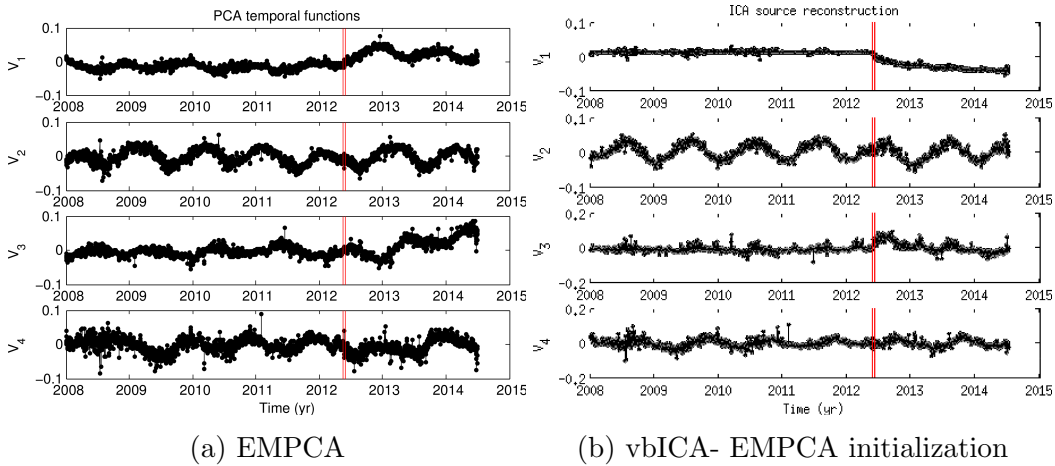 PCA temporal functions
0.1
0
−0.1
V1
2008 2009 2010 2011 2012 2013 2014 2015
0.1
0
−0.1
V2
2008 2009 2010 2011 2012 2013 2014 2015
0.1
0
−0.1
V3
2008 2009 2010 2011 2012 2013 2014 2015
0.1
0
−0.1
V4
2008 2009 2010 2011 2012 2013 2014 2015
Time (yr)
(a) EMPCA
ICA source reconstruction
0.1
0
-0.1
V1
2008 2009 2010 2011 2012 2013 2014 2015
0.1
0
-0.1
V2
2008 2009 2010 2011 2012 2013 2014 2015
0.2
0
-0.2
V3
2008 2009 2010 2011 2012 2013 2014 2015
0.2
0
-0.2
V4
2008 2009 2010 2011 2012 2013 2014 2015
Time (yr)
(b) vbICA- EMPCA initialization